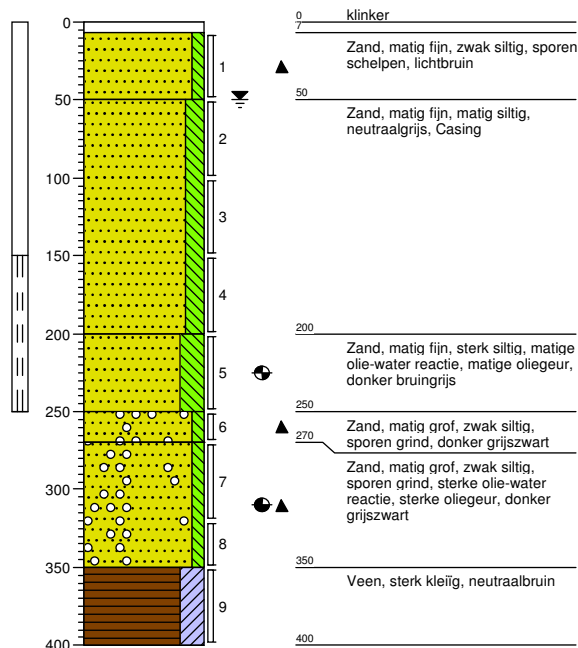 0
50
100
150
200
250
300
350
400
1
2
3
4
5
6
7
8
9
0
klinker
7
Zand, matig fijn, zwak siltig, sporen
schelpen, lichtbruin
50
Zand, matig fijn, matig siltig,
neutraalgrijs, Casing
200
Zand, matig fijn, sterk siltig, matige
olie-water reactie, matige oliegeur,
donker bruingrijs
250
Zand, matig grof, zwak siltig,
sporen grind, donker grijszwart
270
Zand, matig grof, zwak siltig,
sporen grind, sterke olie-water
reactie, sterke oliegeur, donker
grijszwart
350
Veen, sterk kleiïg, neutraalbruin
400